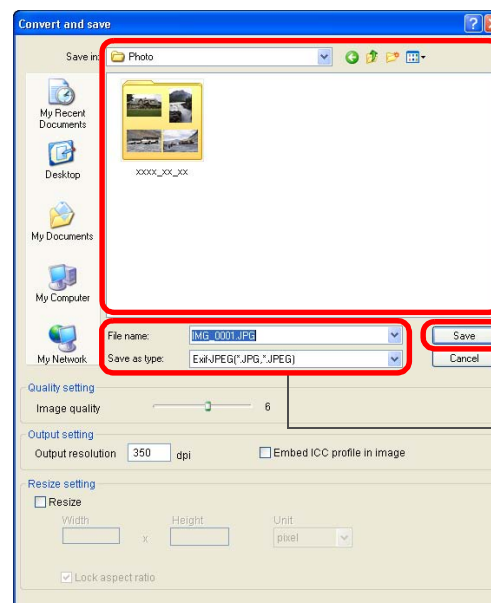 Convert and save
Save in: Photo
My Recent
Documents
Desktop
My Documents
My Computer
My Network
xxxx_xx_xx
File name: IMG_0001.JPG Save
Save as type: Exif-JPEG(*.JPG,*.JPEG) Cancel
Quality setting
Image quality 6
Output setting
Output resolution 350 dpi Embed ICC profile in image
Resize setting
Resize
Width Height Unit
x pixel
Lock aspect ratio